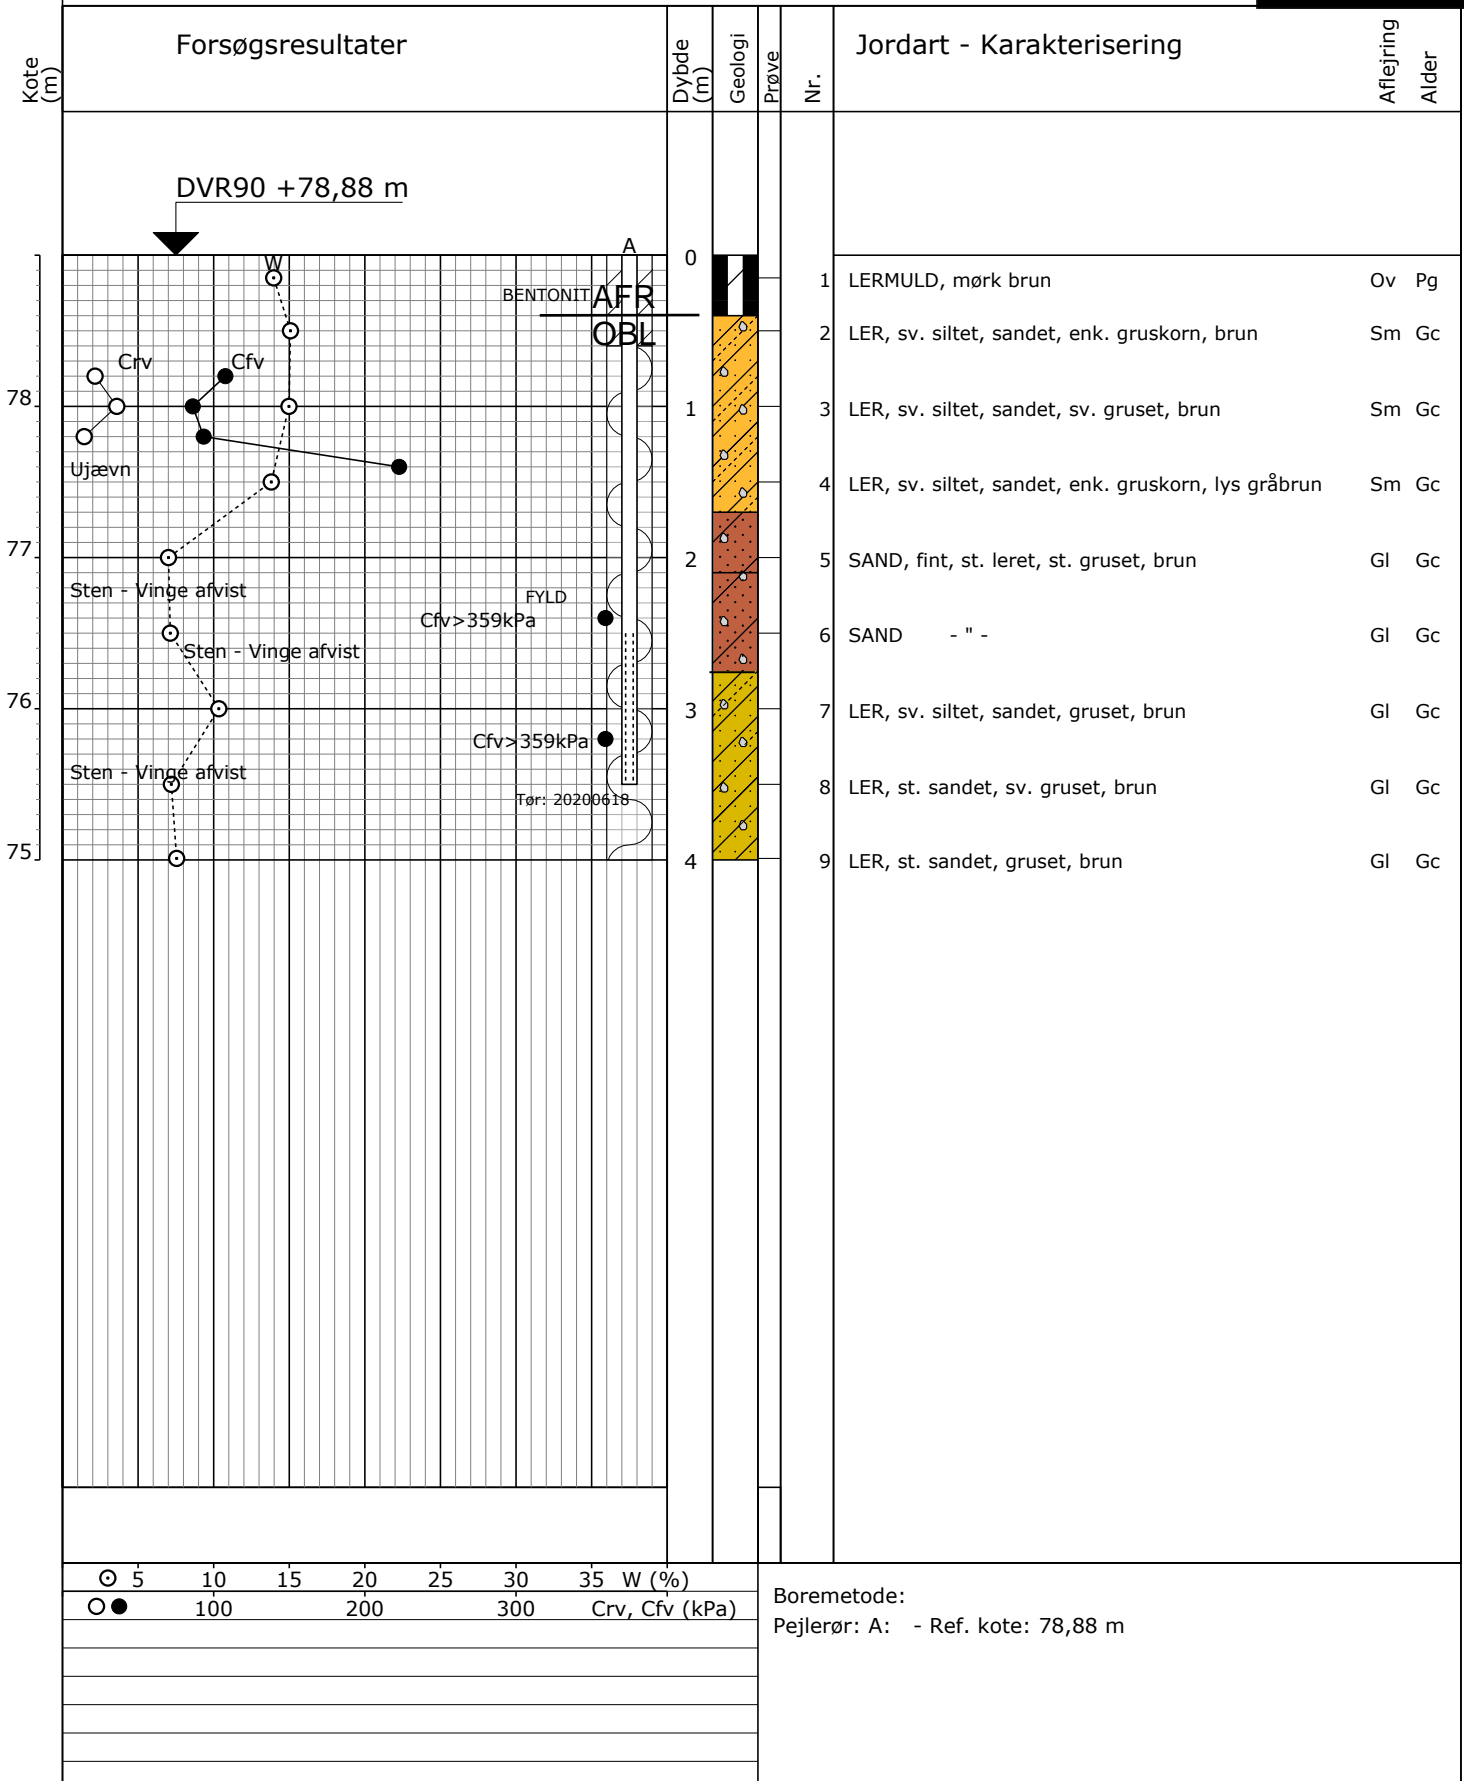 Kote (m)
Forsøgsresultater
Dybde (m)
Geologi
Prøve
Nr.
Jordart - Karakterisering
Aflejring
Alder
DVR90 +78,88 m
A
W
0
BENTONIT
AFR
OBL
1 LERMULD, mørk brun Ov Pg
2 LER, sv. siltet, sandet, enk. gruskorn, brun Sm Gc
Crv
Cfv
78
1
3 LER, sv. siltet, sandet, sv. gruset, brun Sm Gc
Ujævn
4 LER, sv. siltet, sandet, enk. gruskorn, lys gråbrun Sm Gc
77
2
5 SAND, fint, st. leret, st. gruset, brun Gl Gc
Sten - Vinge afvist
FYLD
Cfv>359kPa
6 SAND - " - Gl Gc
Sten - Vinge afvist
76
3
7 LER, sv. siltet, sandet, gruset, brun Gl Gc
Cfv>359kPa
Sten - Vinge afvist
8 LER, st. sandet, sv. gruset, brun Gl Gc
Tør: 20200618
75
4
9 LER, st. sandet, gruset, brun Gl Gc
5 10 15 20 25 30 35 W (%)
100 200 300 Crv, Cfv (kPa)
Boremetode:
Pejlerør: A: - Ref. kote: 78,88 m